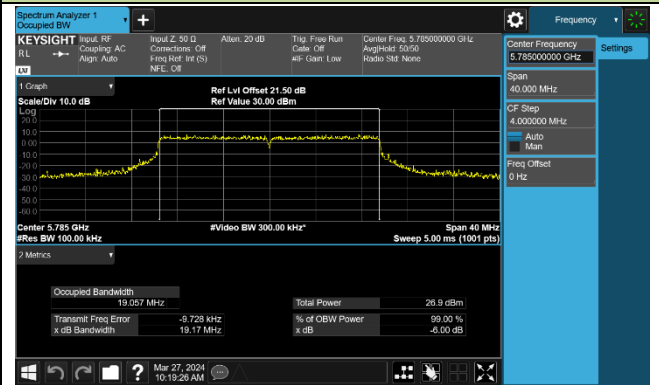 Spectrum Analyzer 1
Occupied BW
Frequency
KEYSIGHT
Input: RF
Coupling: AC
Align: Auto
Input Z: 50 Ω
Corrections: Off
Freq Ref: Int (S)
NFE: Off
Atten: 20 dB
Trig: Free Run
Gate: Off
#IF Gain: Low
Center Freq: 5.785000000 GHz
Avg|Hold: 50/50
Radio Std: None
RL
LXI
Center Frequency
5.785000000 GHz
Settings
Span
40.000 MHz
CF Step
4.000000 MHz
Auto
Man
Freq Offset
0 Hz
1 Graph
Scale/Div 10.0 dB
Ref Lvl Offset 21.50 dB
Ref Value 30.00 dBm
Log
20.0
10.0
0.00
-10.0
-20.0
-30.0
-40.0
-50.0
-60.0
Center 5.785 GHz
#Res BW 100.00 kHz
#Video BW 300.00 kHz*
Span 40 MHz
Sweep 5.00 ms (1001 pts)
2 Metrics
Occupied Bandwidth
19.057 MHz
Total Power 26.9 dBm
Transmit Freq Error -9.728 kHz
% of OBW Power 99.00 %
x dB Bandwidth 19.17 MHz
x dB -6.00 dB
Mar 27, 2024
10:19:26 AM